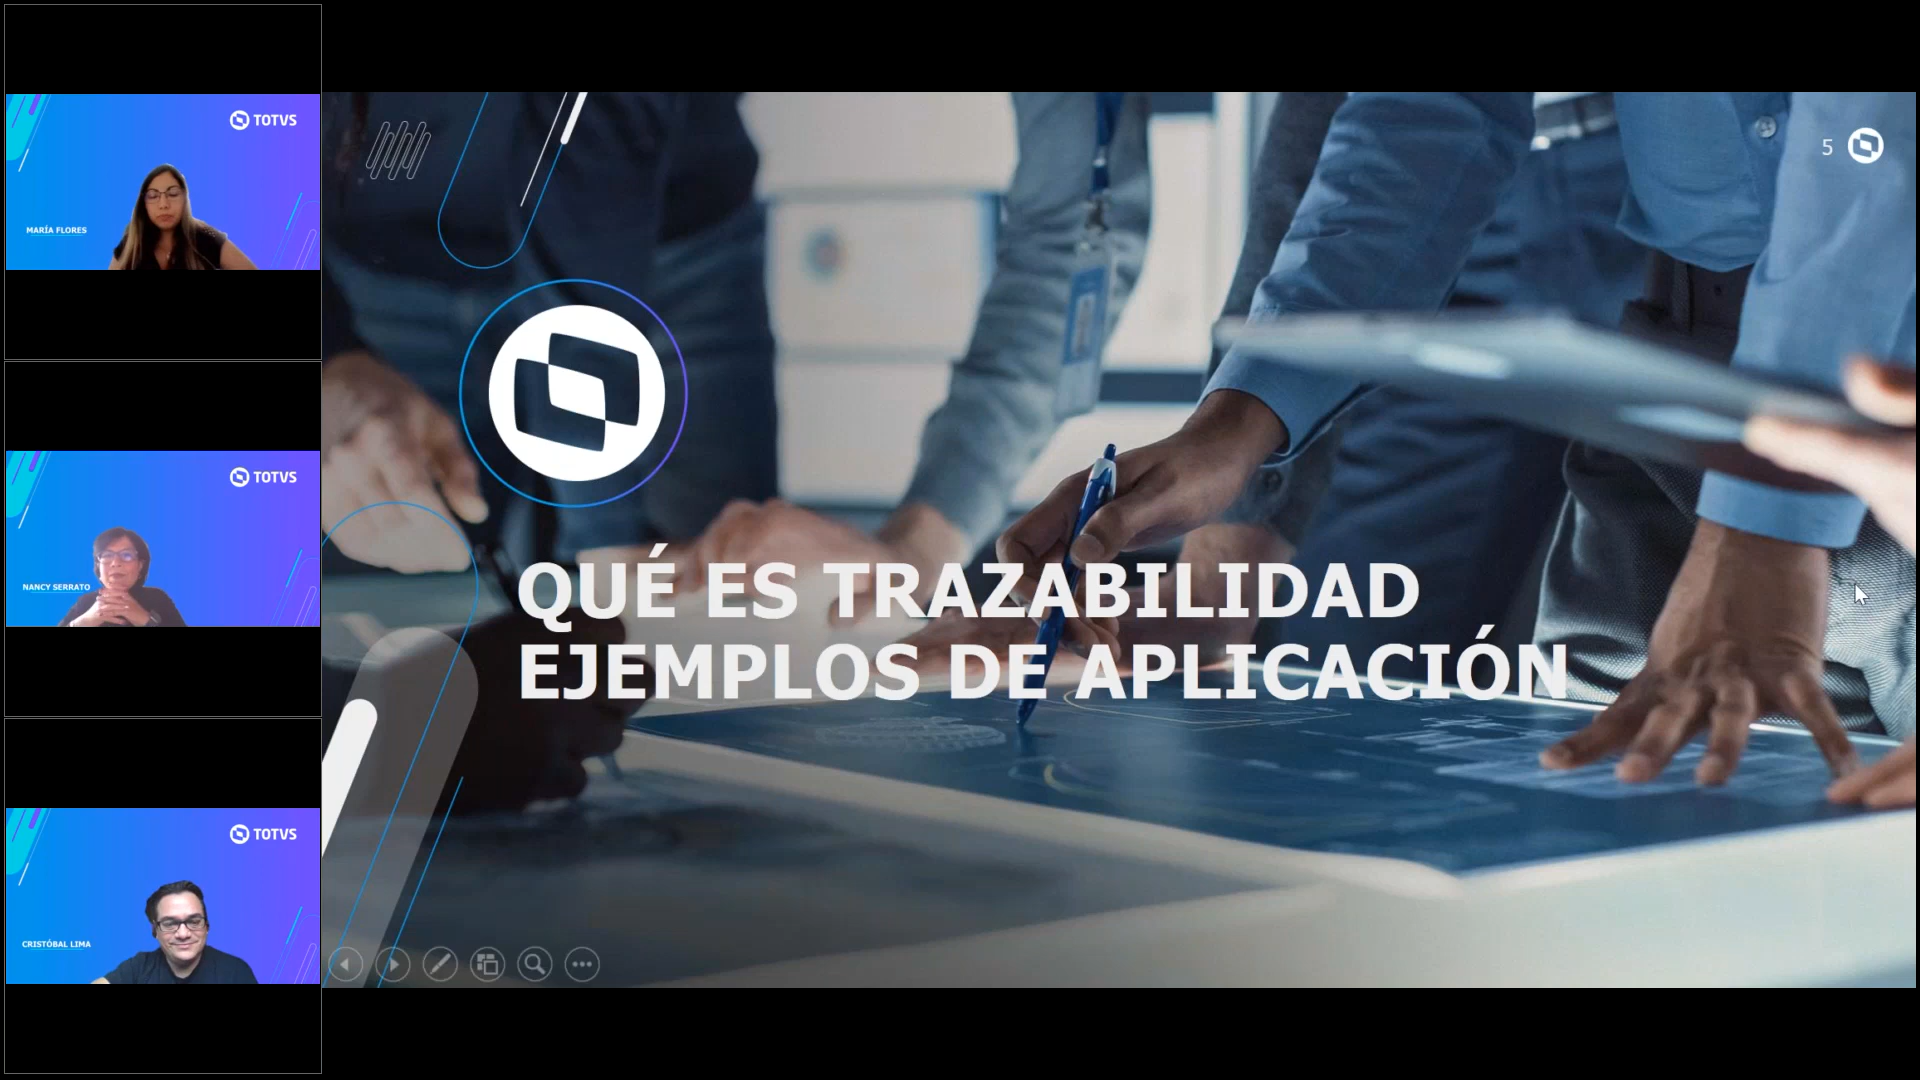 TOTVS
MARÍA FLORES
TOTVS
NANCY SERRATO
TOTVS
CRISTÓBAL LIMA
5
QUÉ ES TRAZABILIDAD
EJEMPLOS DE APLICACIÓN